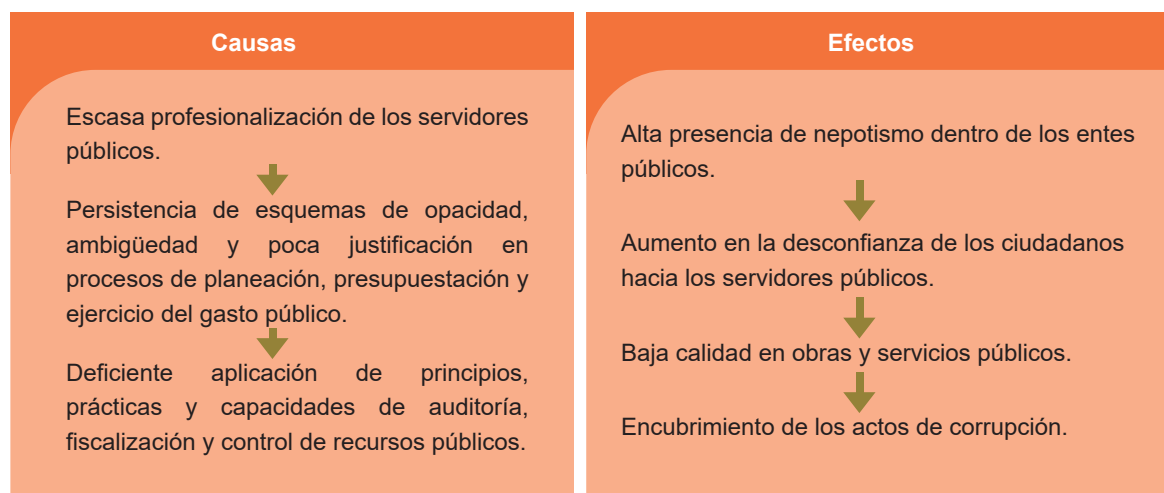 Causas
Escasa profesionalización de los servidores
públicos.
Persistencia de esquemas de opacidad,
ambigüedad y poca justificación en
procesos de planeación, presupuestación y
ejercicio del gasto público.
Deficiente aplicación de principios,
prácticas y capacidades de auditoría,
fiscalización y control de recursos públicos.
Efectos
Alta presencia de nepotismo dentro de los entes
públicos.
Aumento en la desconfianza de los ciudadanos
hacia los servidores públicos.
Baja calidad en obras y servicios públicos.
Encubrimiento de los actos de corrupción.